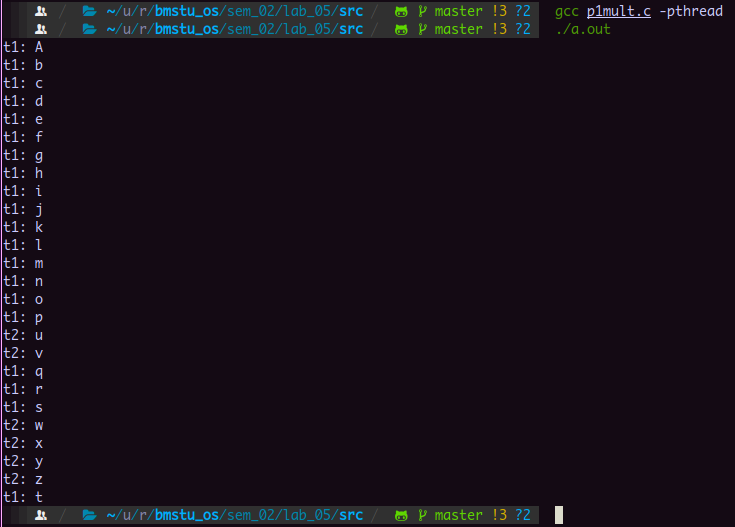 / ~/u/r/bmstu_os/sem_02/lab_05/src / master !3 ?2 gcc p1mult.c -pthread
/ ~/u/r/bmstu_os/sem_02/lab_05/src / master !3 ?2 ./a.out
t1: A
t1: b
t1: c
t1: d
t1: e
t1: f
t1: g
t1: h
t1: i
t1: j
t1: k
t1: l
t1: m
t1: n
t1: o
t1: p
t2: u
t2: v
t1: q
t1: r
t1: s
t2: w
t2: x
t2: y
t2: z
t1: t
/ ~/u/r/bmstu_os/sem_02/lab_05/src / master !3 ?2